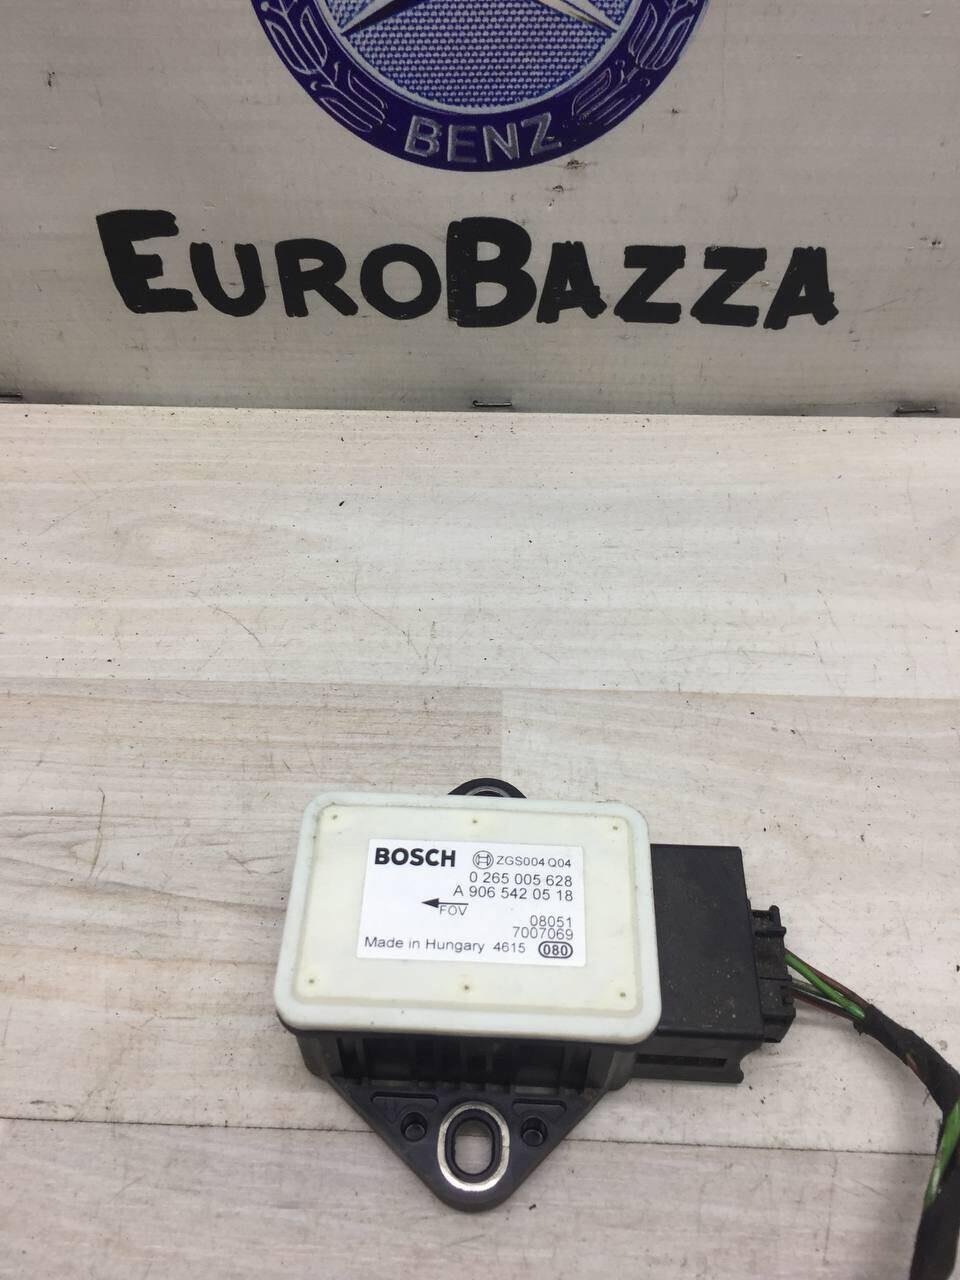 BENZ
EUROBAZZA
BOSCH ZGS004 Q04
0 265 005 628
A 906 542 05 18
FOV
08051
7007069
Made in Hungary 4615 080